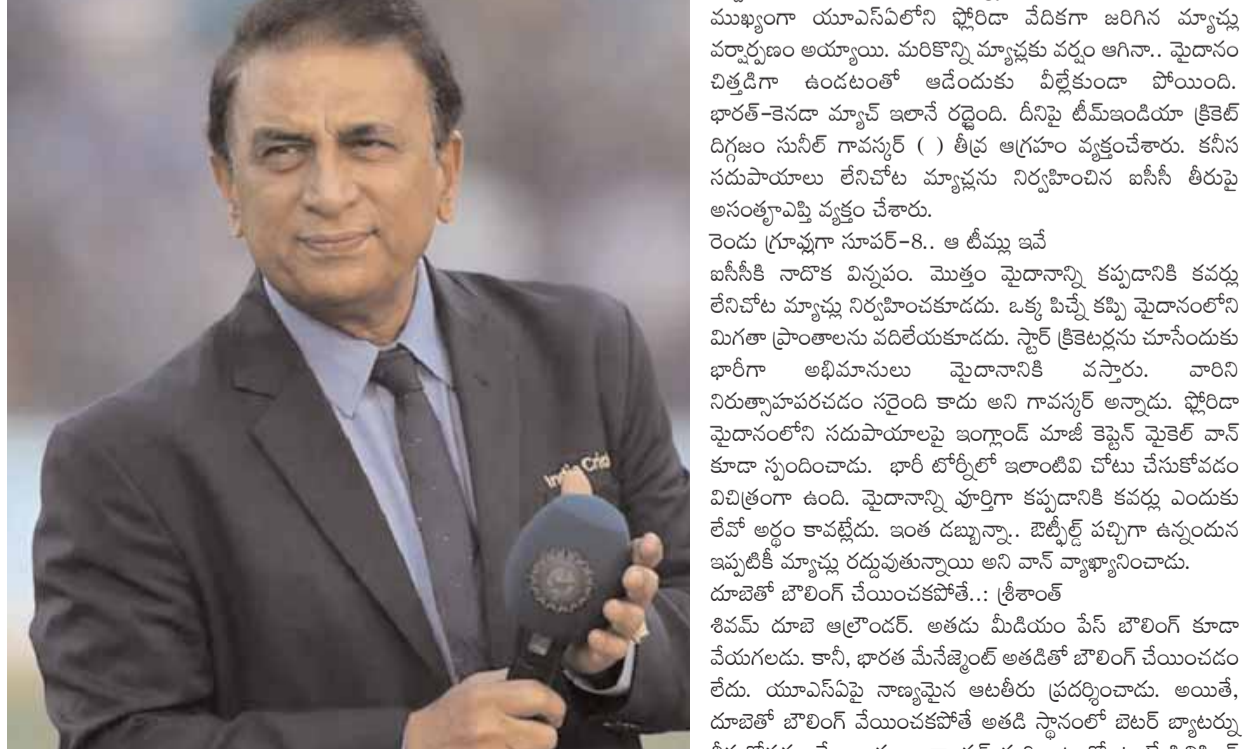 India Cric
ముఖ్యంగా యూఎస్ఏలోని ఫ్లోరిడా వేదికగా జరిగిన మ్యాచ్లు
వర్షార్పణం అయ్యాయి. మరికొన్ని మ్యాచ్లకు వర్షం ఆగినా.. మైదానం
చిత్తడిగా ఉండటంతో ఆడేందుకు వీల్లేకుండా పోయింది.
భారత్-కెనడా మ్యాచ్ ఇలానే రద్దైంది. దీనిపై టీమ్ఇండియా క్రికెట్
దిగ్గజం సునీల్ గావస్కర్ ( ) తీవ్ర ఆగ్రహం వ్యక్తంచేశారు. కనీస
సదుపాయాలు లేనిచోట మ్యాచ్లను నిర్వహించిన ఐసీసీ తీరుపై
అసంతృాఎప్తి వ్యక్తం చేశారు.
రెండు గ్రూవ్లుగా సూపర్-8.. ఆ టీమ్లు ఇవే
ఐసీసీకి నాదొక విన్నపం. మొత్తం మైదానాన్ని కప్పడానికి కవర్లు
లేనిచోట మ్యాచ్లు నిర్వహించకూడదు. ఒక్క పిచ్నే కప్పి మైదానంలోని
మిగతా ప్రాంతాలను వదిలేయకూడదు. స్టార్ క్రికెటర్లను చూసేందుకు
భారీగా అభిమానులు మైదానానికి వస్తారు. వారిని
నిరుత్సాహపరచడం సరైంది కాదు అని గావస్కర్ అన్నాడు. ఫ్లోరిడా
మైదానంలోని సదుపాయాలపై ఇంగ్లాండ్ మాజీ కెప్టెన్ మైకెల్ వాన్
కూడా స్పందించాడు. భారీ టోర్నీలో ఇలాంటివి చోటు చేసుకోవడం
విచిత్రంగా ఉంది. మైదానాన్ని వూర్తిగా కప్పడానికి కవర్లు ఎందుకు
లేవో అర్థం కావట్లేదు. ఇంత డబ్బున్నా.. ఔట్ఫీల్డ్ పచ్చిగా ఉన్నందున
ఇప్పటికీ మ్యాచ్లు రద్దువుతున్నాయి అని వాన్ వ్యాఖ్యానించాడు.
దూబెతో బౌలింగ్ చేయించకపోతే..: శ్రీశాంత్
శివమ్ దూబె ఆల్రౌండర్. అతడు మీడియం పేస్ బౌలింగ్ కూడా
వేయగలడు. కానీ, భారత మేనేజ్మెంట్ అతడితో బౌలింగ్ చేయించడం
లేదు. యూఎస్ఏపై నాణ్యమైన ఆటతీరు ప్రదర్శించాడు. అయితే,
దూబెతో బౌలింగ్ వేయించకపోతే అతడి స్థానంలో బెటర్ బ్యాటర్ను